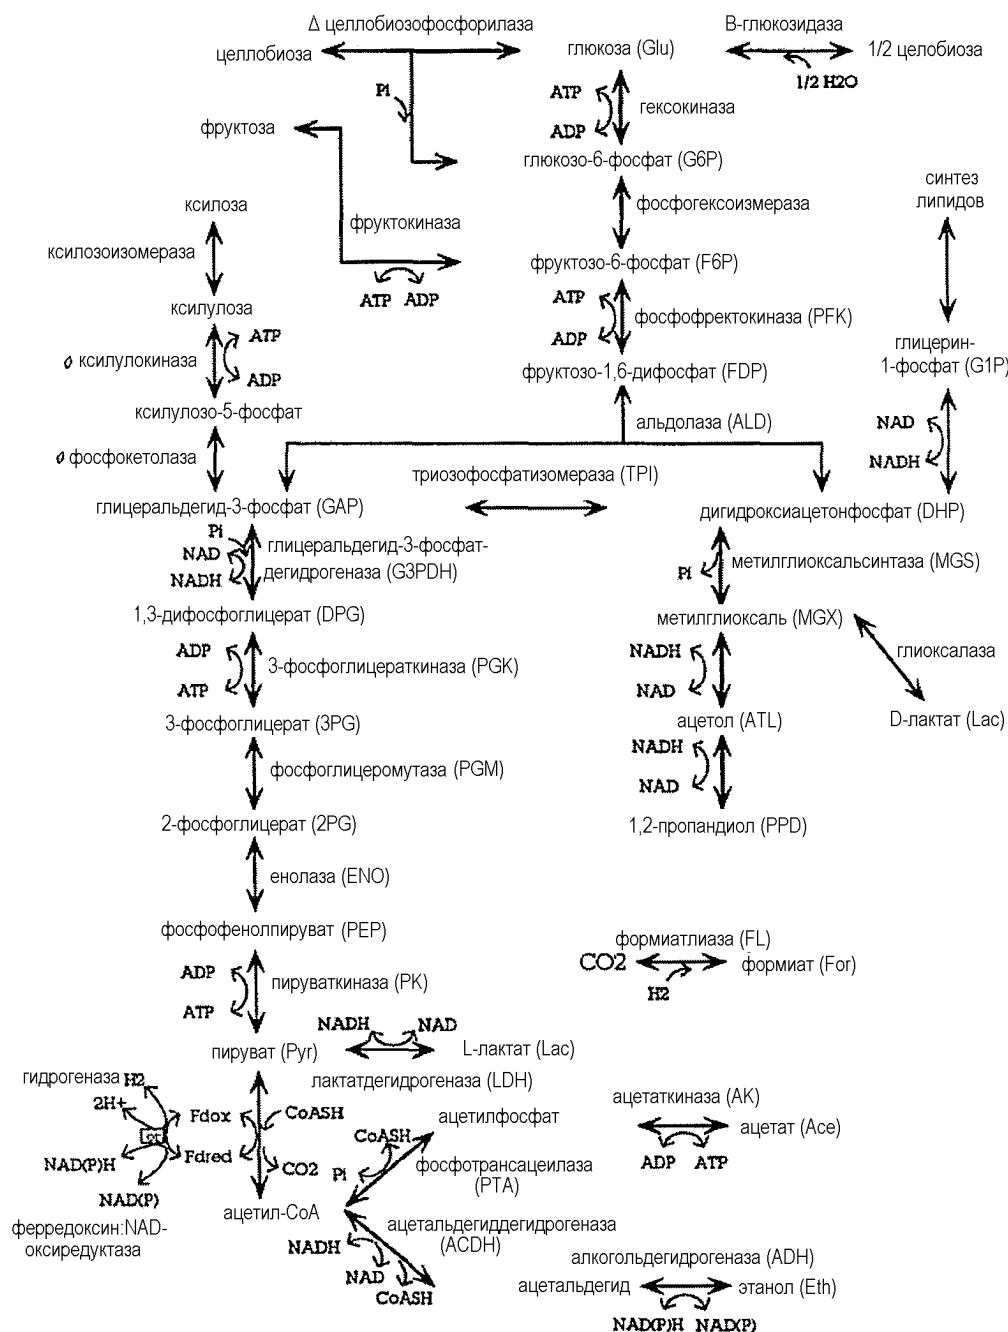 Δ целлобиозофосфорилаза
целлобиоза
глюкоза (Glu)
В-глюкозидаза
1/2 целобиоза
1/2 H2O
Pi
ATP
ADP
гексокиназа
фруктоза
глюкозо-6-фосфат (G6P)
синтез
липидов
ксилоза
фосфогексоизмераза
фруктокиназа
ксилозоизомераза
фруктозо-6-фосфат (F6P)
ATP ADP
ксилулоза
ATP
ADP
фосфофректокиназа (PFK)
глицерин-
1-фосфат (G1P)
ксилулокиназа
ATP
ADP
фруктозо-1,6-дифосфат (FDP)
ксилулозо-5-фосфат
альдолаза (ALD)
NAD
NADH
фосфокетолаза
триозофосфатизомераза (TPI)
глицеральдегид-3-фосфат (GAP)
дигидроксиацетонфосфат (DHP)
Pi
NAD
NADH
глицеральдегид-3-фосфат-
дегидрогеназа (G3PDH)
Pi
метилглиоксальсинтаза (MGS)
1,3-дифосфоглицерат (DPG)
метилглиоксаль (MGX)
ADP
ATP
3-фосфоглицераткиназа (PGK)
NADH
NAD
глиоксалаза
3-фосфоглицерат (3PG)
ацетол (ATL)
D-лактат (Lac)
фосфоглицеромутаза (PGM)
NADH
NAD
2-фосфоглицерат (2PG)
1,2-пропандиол (PPD)
енолаза (ENO)
фосфофенолпируват (PEP)
формиатлиаза (FL)
CO2
формиат (For)
H2
ADP
ATP
пируваткиназа (PK)
NADH NAD
пируват (Pyr)
L-лактат (Lac)
лактатдегидрогеназа (LDH)
гидрогеназа H2
2H+
Fdox
CoASH
ацетилфосфат
ацетаткиназа (AK)
ацетат (Ace)
ADP ATP
NAD(P)H
Fdred
CO2
CoASH
Pi
фосфотрансацеилаза
(PTA)
NAD(P)
ферредоксин:NAD-
оксиредуктаза
ацетил-CoA
ацетальдегиддегидрогеназа
(ACDH)
NADH
NAD
CoASH
алкогольдегидрогеназа (ADH)
ацетальдегид
этанол (Eth)
NAD(P)H NAD(P)